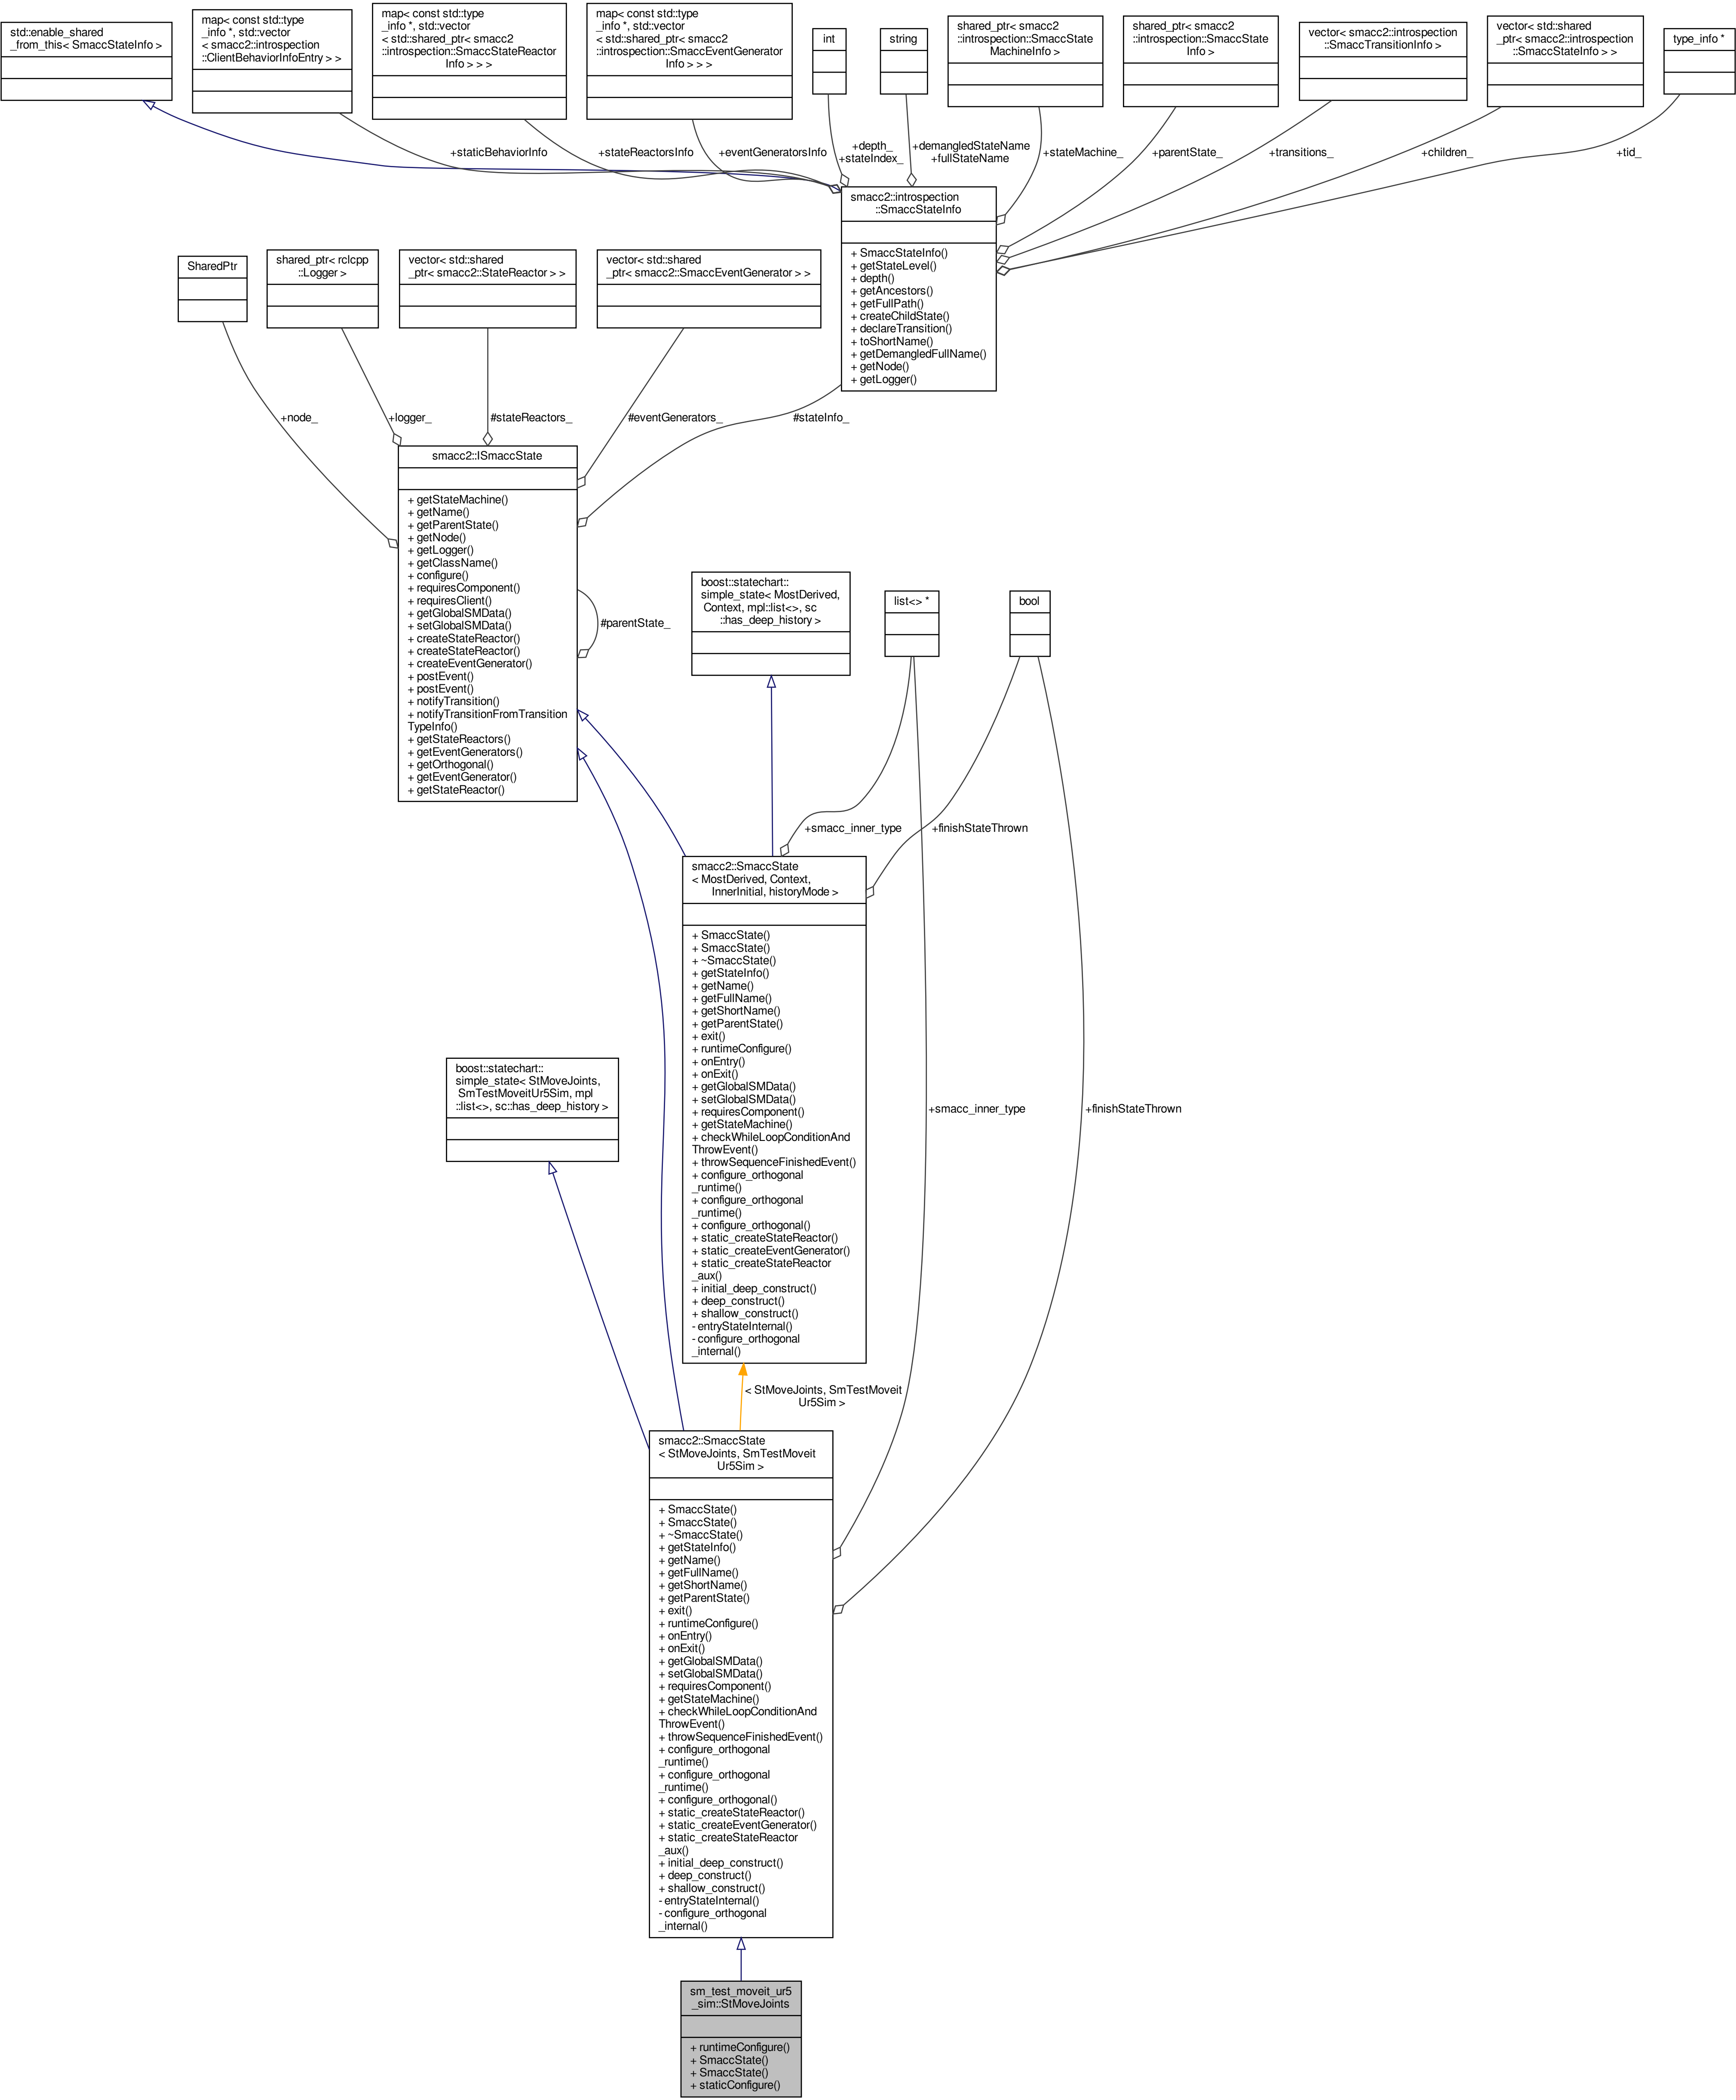 std::enable_shared
_from_this< SmaccStateInfo >
map< const std::type
_info *, std::vector
< smacc2::introspection
::ClientBehaviorInfoEntry > >
map< const std::type
_info *, std::vector
< std::shared_ptr< smacc2
::introspection::SmaccStateReactor
Info > > >
map< const std::type
_info *, std::vector
< std::shared_ptr< smacc2
::introspection::SmaccEventGenerator
Info > > >
int
string
shared_ptr< smacc2
::introspection::SmaccState
MachineInfo >
shared_ptr< smacc2
::introspection::SmaccState
Info >
vector< smacc2::introspection
::SmaccTransitionInfo >
vector< std::shared
_ptr< smacc2::introspection
::SmaccStateInfo > >
type_info *
+staticBehaviorInfo
+stateReactorsInfo
+eventGeneratorsInfo
+depth_
+stateIndex_
+demangledStateName
+fullStateName
+stateMachine_
+parentState_
+transitions_
+children_
+tid_
smacc2::introspection
::SmaccStateInfo
+ SmaccStateInfo()
+ getStateLevel()
+ depth()
+ getAncestors()
+ getFullPath()
+ createChildState()
+ declareTransition()
+ toShortName()
+ getDemangledFullName()
+ getNode()
+ getLogger()
SharedPtr
shared_ptr< rclcpp
::Logger >
vector< std::shared
_ptr< smacc2::StateReactor > >
vector< std::shared
_ptr< smacc2::SmaccEventGenerator > >
+node_
+logger_
#stateReactors_
#eventGenerators_
#stateInfo_
smacc2::ISmaccState
+ getStateMachine()
+ getName()
+ getParentState()
+ getNode()
+ getLogger()
+ getClassName()
+ configure()
+ requiresComponent()
+ requiresClient()
+ getGlobalSMData()
+ setGlobalSMData()
+ createStateReactor()
+ createStateReactor()
+ createEventGenerator()
+ postEvent()
+ postEvent()
+ notifyTransition()
+ notifyTransitionFromTransition
TypeInfo()
+ getStateReactors()
+ getEventGenerators()
+ getOrthogonal()
+ getEventGenerator()
+ getStateReactor()
#parentState_
boost::statechart::
simple_state< MostDerived,
Context, mpl::list<>, sc
::has_deep_history >
list<> *
bool
+smacc_inner_type
+finishStateThrown
smacc2::SmaccState
< MostDerived, Context,
InnerInitial, historyMode >
+ SmaccState()
+ SmaccState()
+ ~SmaccState()
+ getStateInfo()
+ getName()
+ getFullName()
+ getShortName()
+ getParentState()
+ exit()
+ runtimeConfigure()
+ onEntry()
+ onExit()
+ getGlobalSMData()
+ setGlobalSMData()
+ requiresComponent()
+ getStateMachine()
+ checkWhileLoopConditionAnd
ThrowEvent()
+ throwSequenceFinishedEvent()
+ configure_orthogonal
_runtime()
+ configure_orthogonal
_runtime()
+ configure_orthogonal()
+ static_createStateReactor()
+ static_createEventGenerator()
+ static_createStateReactor
_aux()
+ initial_deep_construct()
+ deep_construct()
+ shallow_construct()
- entryStateInternal()
- configure_orthogonal
_internal()
boost::statechart::
simple_state< StMoveJoints,
SmTestMoveitUr5Sim, mpl
::list<>, sc::has_deep_history >
+smacc_inner_type
+finishStateThrown
< StMoveJoints, SmTestMoveit
Ur5Sim >
smacc2::SmaccState
< StMoveJoints, SmTestMoveit
Ur5Sim >
+ SmaccState()
+ SmaccState()
+ ~SmaccState()
+ getStateInfo()
+ getName()
+ getFullName()
+ getShortName()
+ getParentState()
+ exit()
+ runtimeConfigure()
+ onEntry()
+ onExit()
+ getGlobalSMData()
+ setGlobalSMData()
+ requiresComponent()
+ getStateMachine()
+ checkWhileLoopConditionAnd
ThrowEvent()
+ throwSequenceFinishedEvent()
+ configure_orthogonal
_runtime()
+ configure_orthogonal
_runtime()
+ configure_orthogonal()
+ static_createStateReactor()
+ static_createEventGenerator()
+ static_createStateReactor
_aux()
+ initial_deep_construct()
+ deep_construct()
+ shallow_construct()
- entryStateInternal()
- configure_orthogonal
_internal()
sm_test_moveit_ur5
_sim::StMoveJoints
+ runtimeConfigure()
+ SmaccState()
+ SmaccState()
+ staticConfigure()